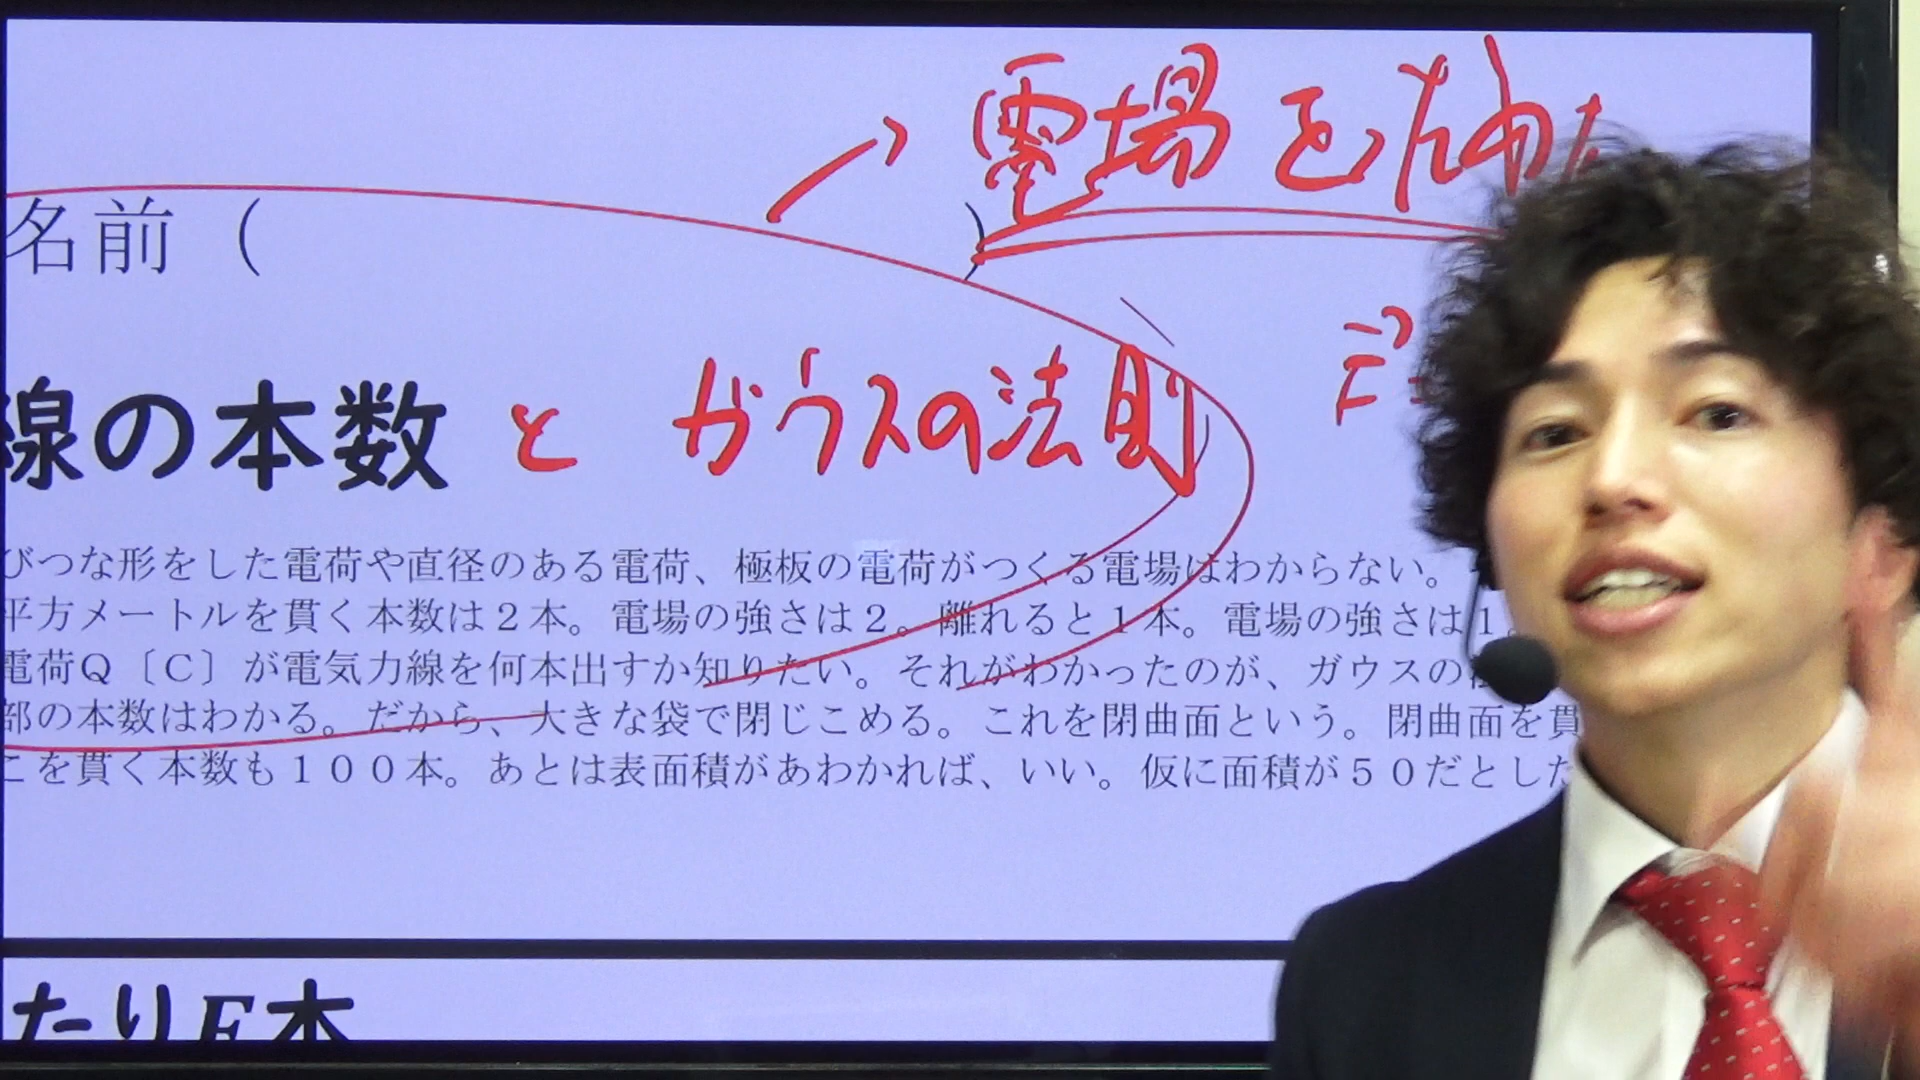 電場を
名前（　　　）
F =
線の本数 と ガウスの法則
びつな形をした電荷や直径のある電荷、極板の電荷がつくる電場はわからない。
平方メートルを貫く本数は２本。電場の強さは２。離れると１本。電場の強さは１。
電荷Ｑ〔Ｃ〕が電気力線を何本出すか知りたい。それがわかったのが、ガウスの
部の本数はわかる。だから、大きな袋で閉じこめる。これを閉曲面という。閉曲面を貫
こを貫く本数も１００本。あとは表面積があわかれば、いい。仮に面積が５０だとした
たりE本